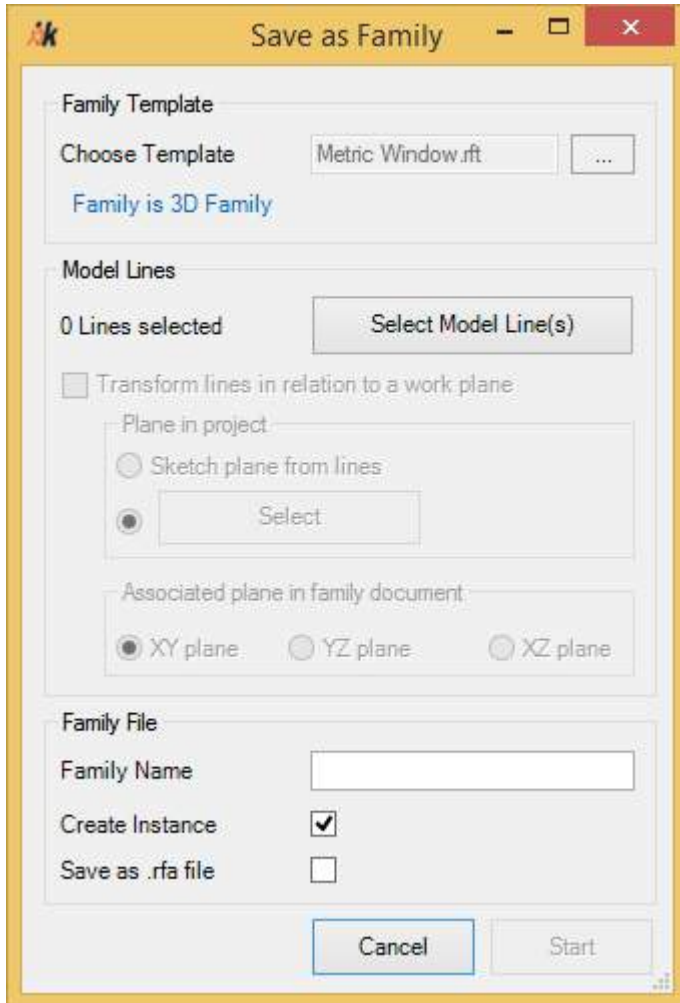 Save as Family
Family Template
Choose Template Metric Window.rft ...
Family is 3D Family
Model Lines
0 Lines selected Select Model Line(s)
Transform lines in relation to a work plane
Plane in project
Sketch plane from lines
Select
Associated plane in family document
XY plane YZ plane XZ plane
Family File
Family Name
Create Instance
Save as .rfa file
Cancel Start